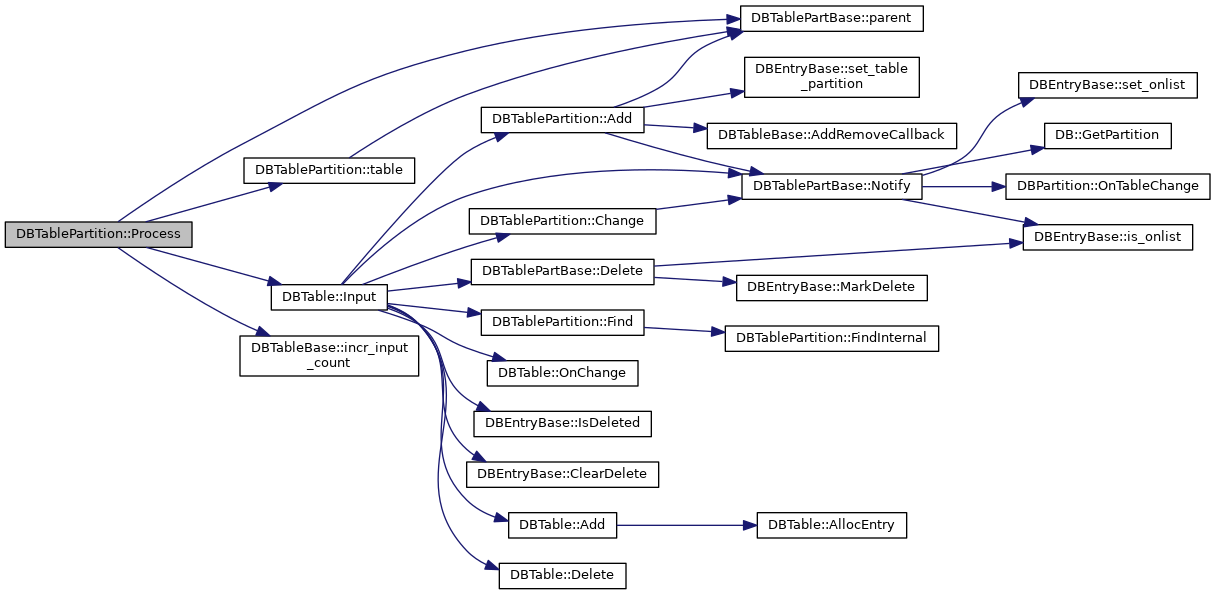 DBTablePartition::Process
DBTablePartition::table
DBTable::Input
DBTableBase::incr_input
_count
DBTablePartition::Add
DBTablePartition::Change
DBTablePartBase::Delete
DBTablePartition::Find
DBTable::OnChange
DBEntryBase::IsDeleted
DBEntryBase::ClearDelete
DBTable::Add
DBTable::Delete
DBTablePartBase::parent
DBEntryBase::set_table
_partition
DBTableBase::AddRemoveCallback
DBTablePartBase::Notify
DBEntryBase::MarkDelete
DBTablePartition::FindInternal
DBTable::AllocEntry
DBEntryBase::set_onlist
DB::GetPartition
DBPartition::OnTableChange
DBEntryBase::is_onlist